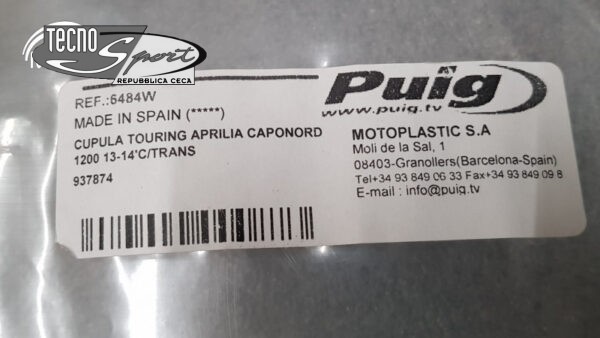 TECNO
Sport
REPUBBLICA CECA
REF.:6484W
MADE IN SPAIN (*****)
CUPULA TOURING APRILIA CAPONORD
1200 13-14'C/TRANS
937874
Puig
www.puig.tv
MOTOPLASTIC S.A
Moli de la Sal, 1
08403-Granollers(Barcelona-Spain)
Tel+34 93 849 06 33 Fax+34 93 849 09 8
E-mail : info@puig.tv